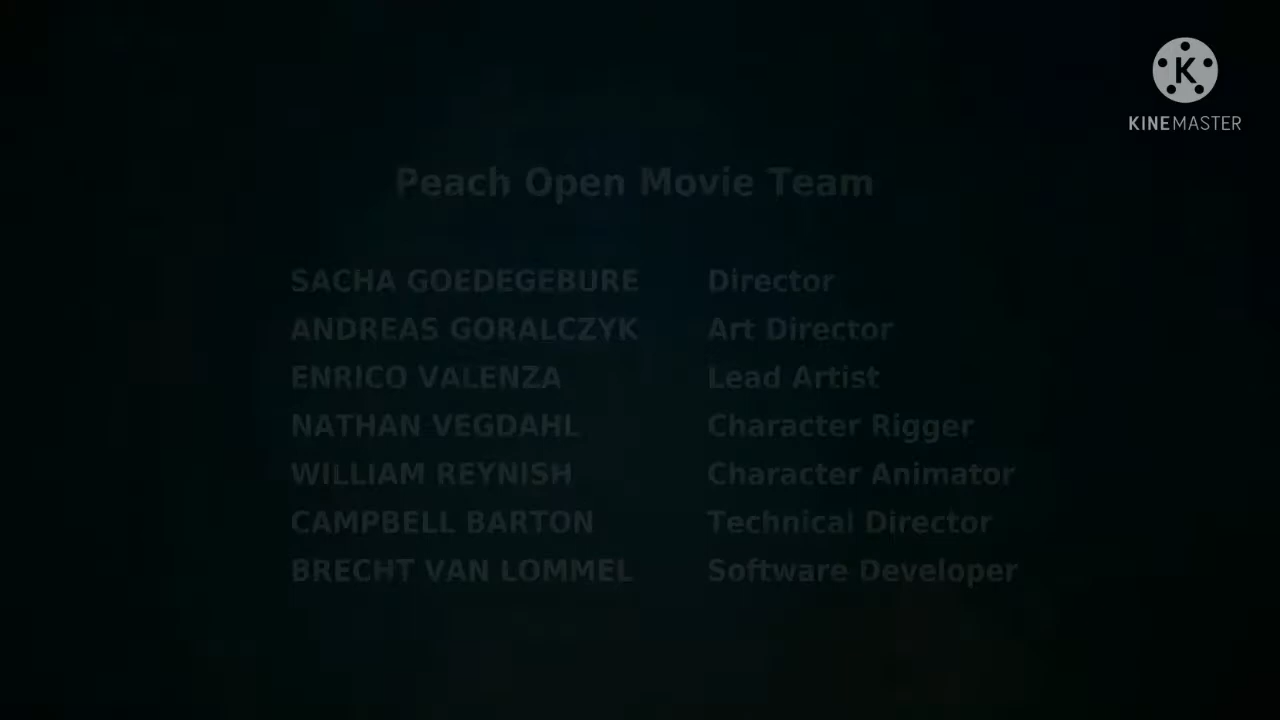 K
KINEMASTER
Peach Open Movie Team
SACHA GOEDEGEBURE Director
ANDREAS GORALCZYK Art Director
ENRICO VALENZA Lead Artist
NATHAN VEGDAHL Character Rigger
WILLIAM REYNISH Character Animator
CAMPBELL BARTON Technical Director
BRECHT VAN LOMMEL Software Developer